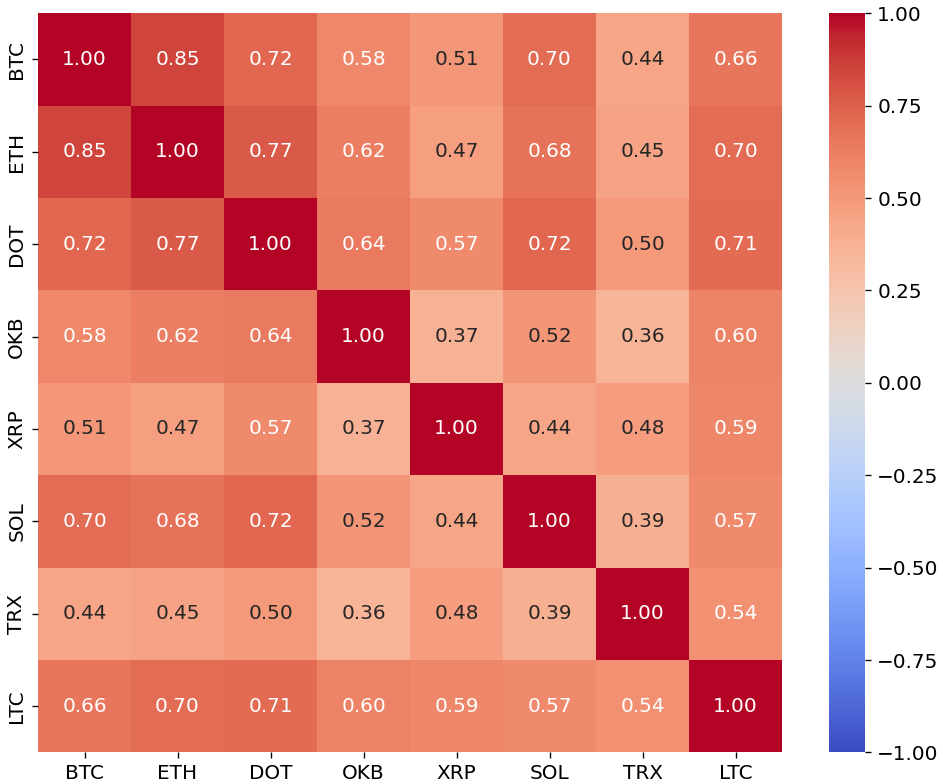 BTC 1.00 0.85 0.72 0.58 0.51 0.70 0.44 0.66
ETH 0.85 1.00 0.77 0.62 0.47 0.68 0.45 0.70
DOT 0.72 0.77 1.00 0.64 0.57 0.72 0.50 0.71
OKB 0.58 0.62 0.64 1.00 0.37 0.52 0.36 0.60
XRP 0.51 0.47 0.57 0.37 1.00 0.44 0.48 0.59
SOL 0.70 0.68 0.72 0.52 0.44 1.00 0.39 0.57
TRX 0.44 0.45 0.50 0.36 0.48 0.39 1.00 0.54
LTC 0.66 0.70 0.71 0.60 0.59 0.57 0.54 1.00
BTC ETH DOT OKB XRP SOL TRX LTC
1.00
0.75
0.50
0.25
0.00
−0.25
−0.50
−0.75
−1.00